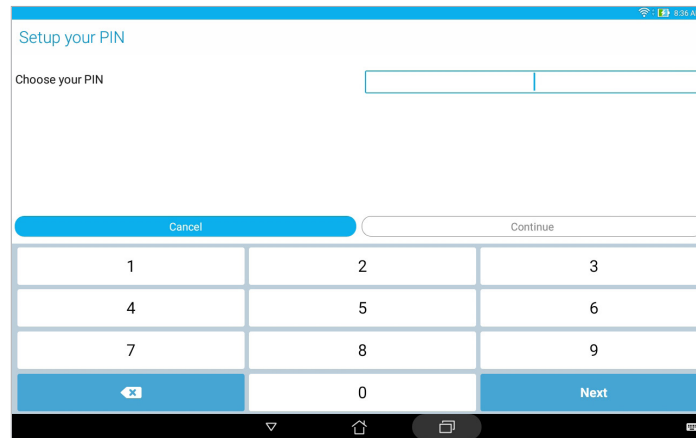 8:36 A
Setup your PIN
Choose your PIN
Cancel Continue
1 2 3
4 5 6
7 8 9
0 Next